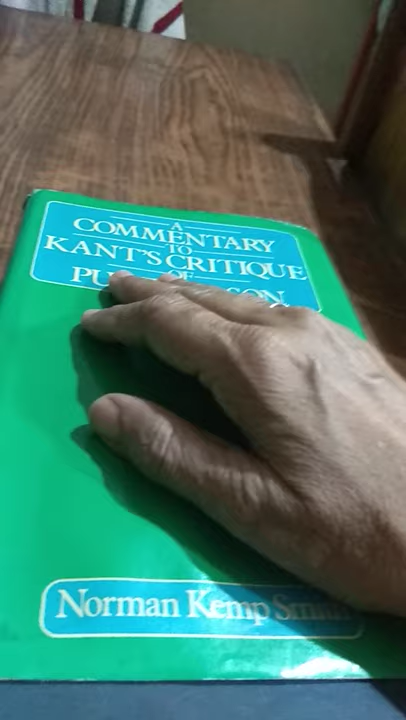 A
COMMENTARY
TO
KANT'S CRITIQUE
OF
Norman Kemp Smith